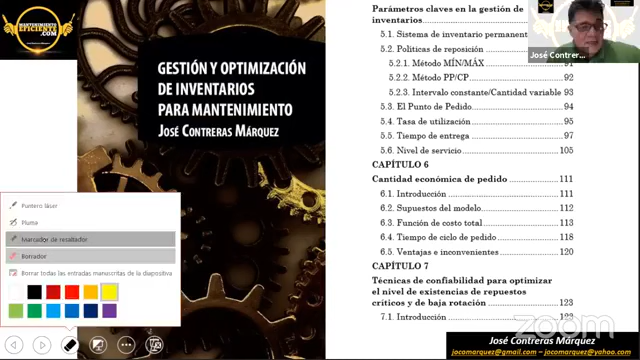 MANTENIMIENTO
EFICIENTE.COM
GESTIÓN Y OPTIMIZACIÓN
DE INVENTARIOS
PARA MANTENIMIENTO
JOSÉ CONTRERAS MÁRQUEZ
Puntero láser
Pluma
Marcador de resaltador
Borrador
Borrar todas las entradas manuscritas de la diapositiva
Parámetros claves en la gestión de
inventarios
5.1. Sistema de inventario permanent
5.2. Políticas de reposición
5.2.1. Método MÍN/MÁX 91
5.2.2. Método PP/CP 92
5.2.3. Intervalo constante/Cantidad variable 93
5.3. El Punto de Pedido 94
5.4. Tasa de utilización 95
5.5. Tiempo de entrega 97
5.6. Nivel de servicio 105
CAPÍTULO 6
Cantidad económica de pedido 111
6.1. Introducción 111
6.2. Supuestos del modelo 112
6.3. Función de costo total 113
6.4. Tiempo de ciclo de pedido 118
6.5. Ventajas e inconvenientes 120
CAPÍTULO 7
Técnicas de confiabilidad para optimizar
el nivel de existencias de repuestos
críticos y de baja rotación 123
7.1. Introducción 123
José Contrer...
zoom
José Contreras Márquez
jocomarquez@gmail.com – jocomarquez@yahoo.com